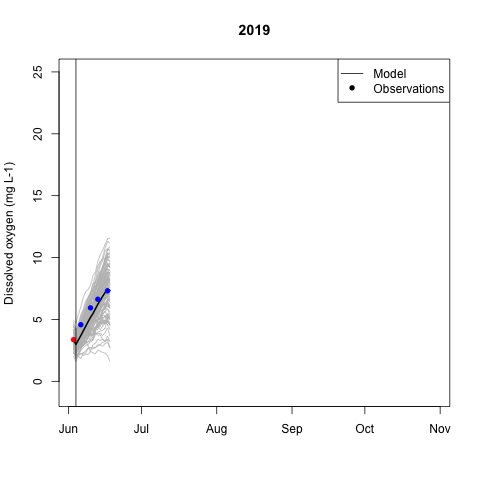 2019
Model
Observations
Dissolved oxygen (mg L-1)
25
20
15
10
5
0
Jun Jul Aug Sep Oct Nov